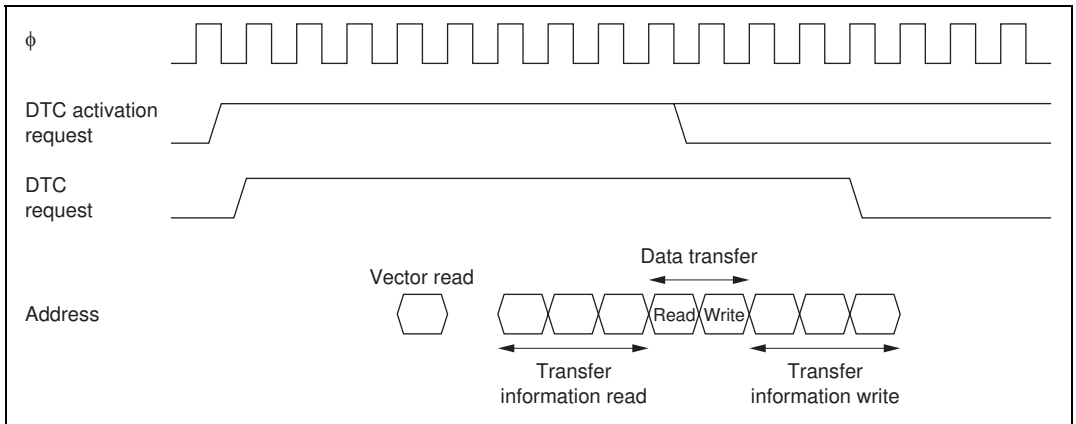 φ
DTC activation
request
DTC
request
Data transfer
Vector read
Address
Read Write
Transfer
information read
Transfer
information write